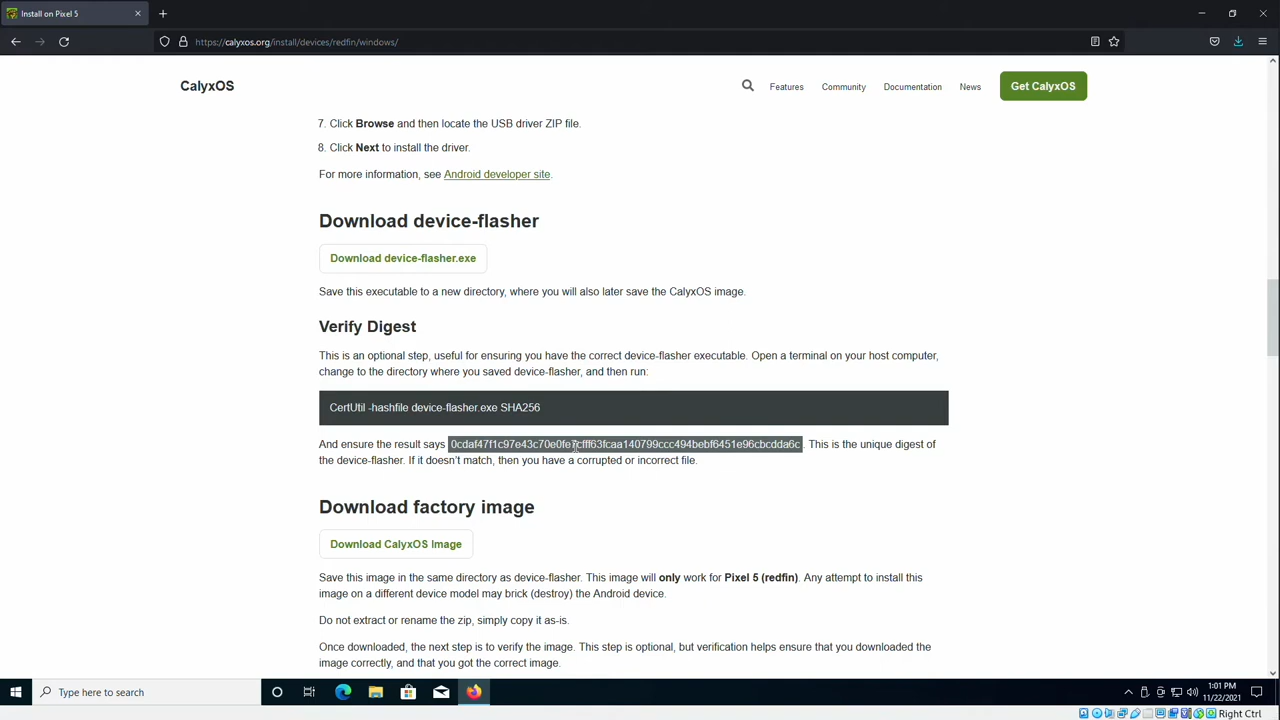 Install on Pixel 5
https://calyxos.org/install/devices/redfin/windows/
CalyxOS
Features
Community
Documentation
News
Get CalyxOS
7. Click Browse and then locate the USB driver ZIP file.
8. Click Next to install the driver.
For more information, see Android developer site.
Download device-flasher
Download device-flasher.exe
Save this executable to a new directory, where you will also later save the CalyxOS image.
Verify Digest
This is an optional step, useful for ensuring you have the correct device-flasher executable. Open a terminal on your host computer,
change to the directory where you saved device-flasher, and then run:
CertUtil -hashfile device-flasher.exe SHA256
And ensure the result says 0cdaf47f1c97e43c70e0fe7cfff63fcaa140799ccc494bebf6451e96cbcdda6c. This is the unique digest of
the device-flasher. If it doesn't match, then you have a corrupted or incorrect file.
Download factory image
Download CalyxOS Image
Save this image in the same directory as device-flasher. This image will only work for Pixel 5 (redfin). Any attempt to install this
image on a different device model may brick (destroy) the Android device.
Do not extract or rename the zip, simply copy it as-is.
Once downloaded, the next step is to verify the image. This step is optional, but verification helps ensure that you downloaded the
image correctly, and that you got the correct image.
Type here to search
1:01 PM
11/22/2021
Right Ctrl